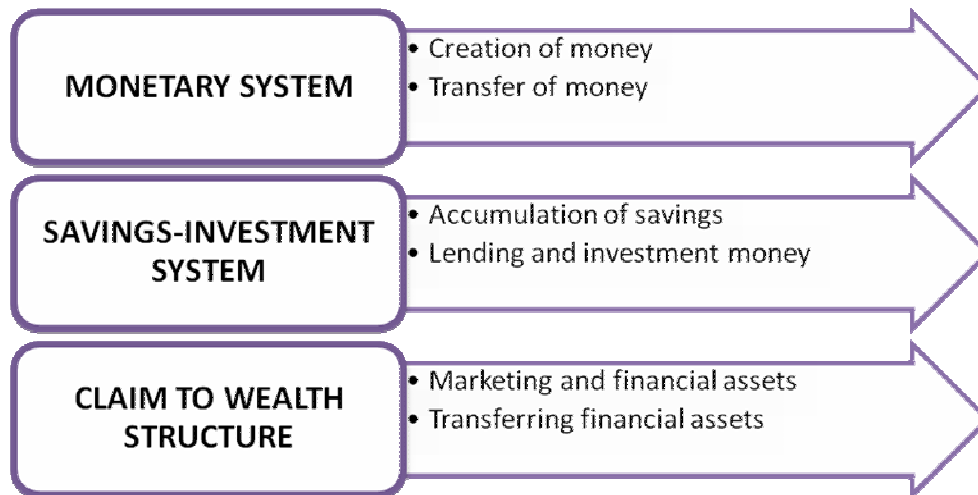 MONETARY SYSTEM
• Creation of money
• Transfer of money
SAVINGS-INVESTMENT
SYSTEM
• Accumulation of savings
• Lending and investment money
CLAIM TO WEALTH
STRUCTURE
• Marketing and financial assets
• Transferring financial assets